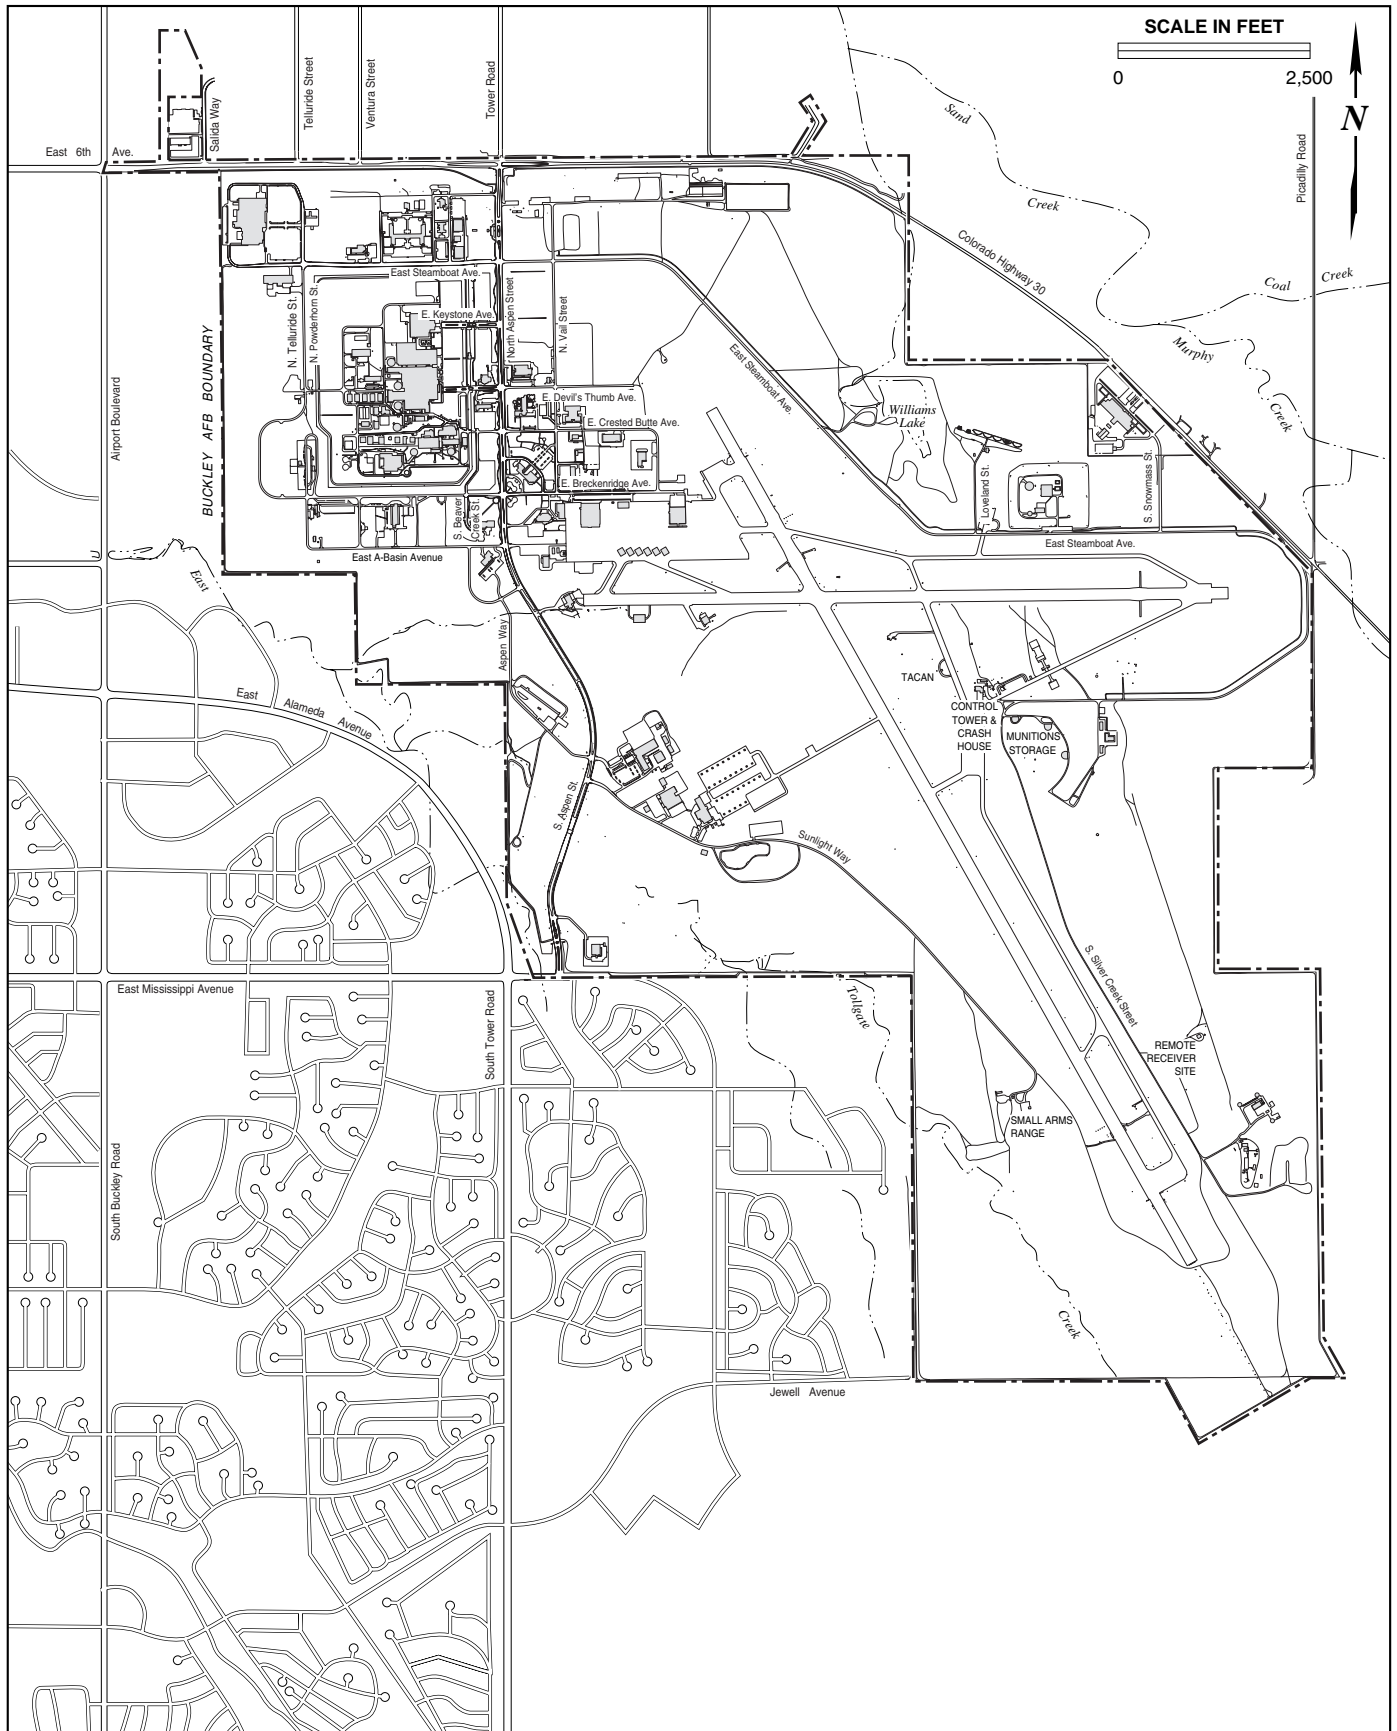 SCALE IN FEET
0 2,500
N
Sand
Creek
Picadilly Road
Salida Way
Telluride Street
Ventura Street
Tower Road
East 6th Ave.
Colorado Highway 30
Coal Creek
Murphy
Creek
East Steamboat Ave.
E. Keystone Ave.
N. Telluride St.
N. Powderhorn St.
North Aspen Street
N. Vail Street
East Steamboat Ave.
BUCKLEY AFB BOUNDARY
Airport Boulevard
E. Devil's Thumb Ave.
E. Crested Butte Ave.
E. Breckenridge Ave.
Williams
Lake
Loveland St.
S. Snowmass St.
S. Beaver
Creek St.
East A-Basin Avenue
East Steamboat Ave.
East
Aspen Way
TACAN
CONTROL
TOWER &
CRASH
HOUSE
MUNITIONS
STORAGE
East Alameda Avenue
S. Aspen St.
Sunlight Way
S. Silver Creek Street
East Mississippi Avenue
South Tower Road
Tollgate
REMOTE
RECEIVER
SITE
SMALL ARMS
RANGE
South Buckley Road
Creek
Jewell Avenue